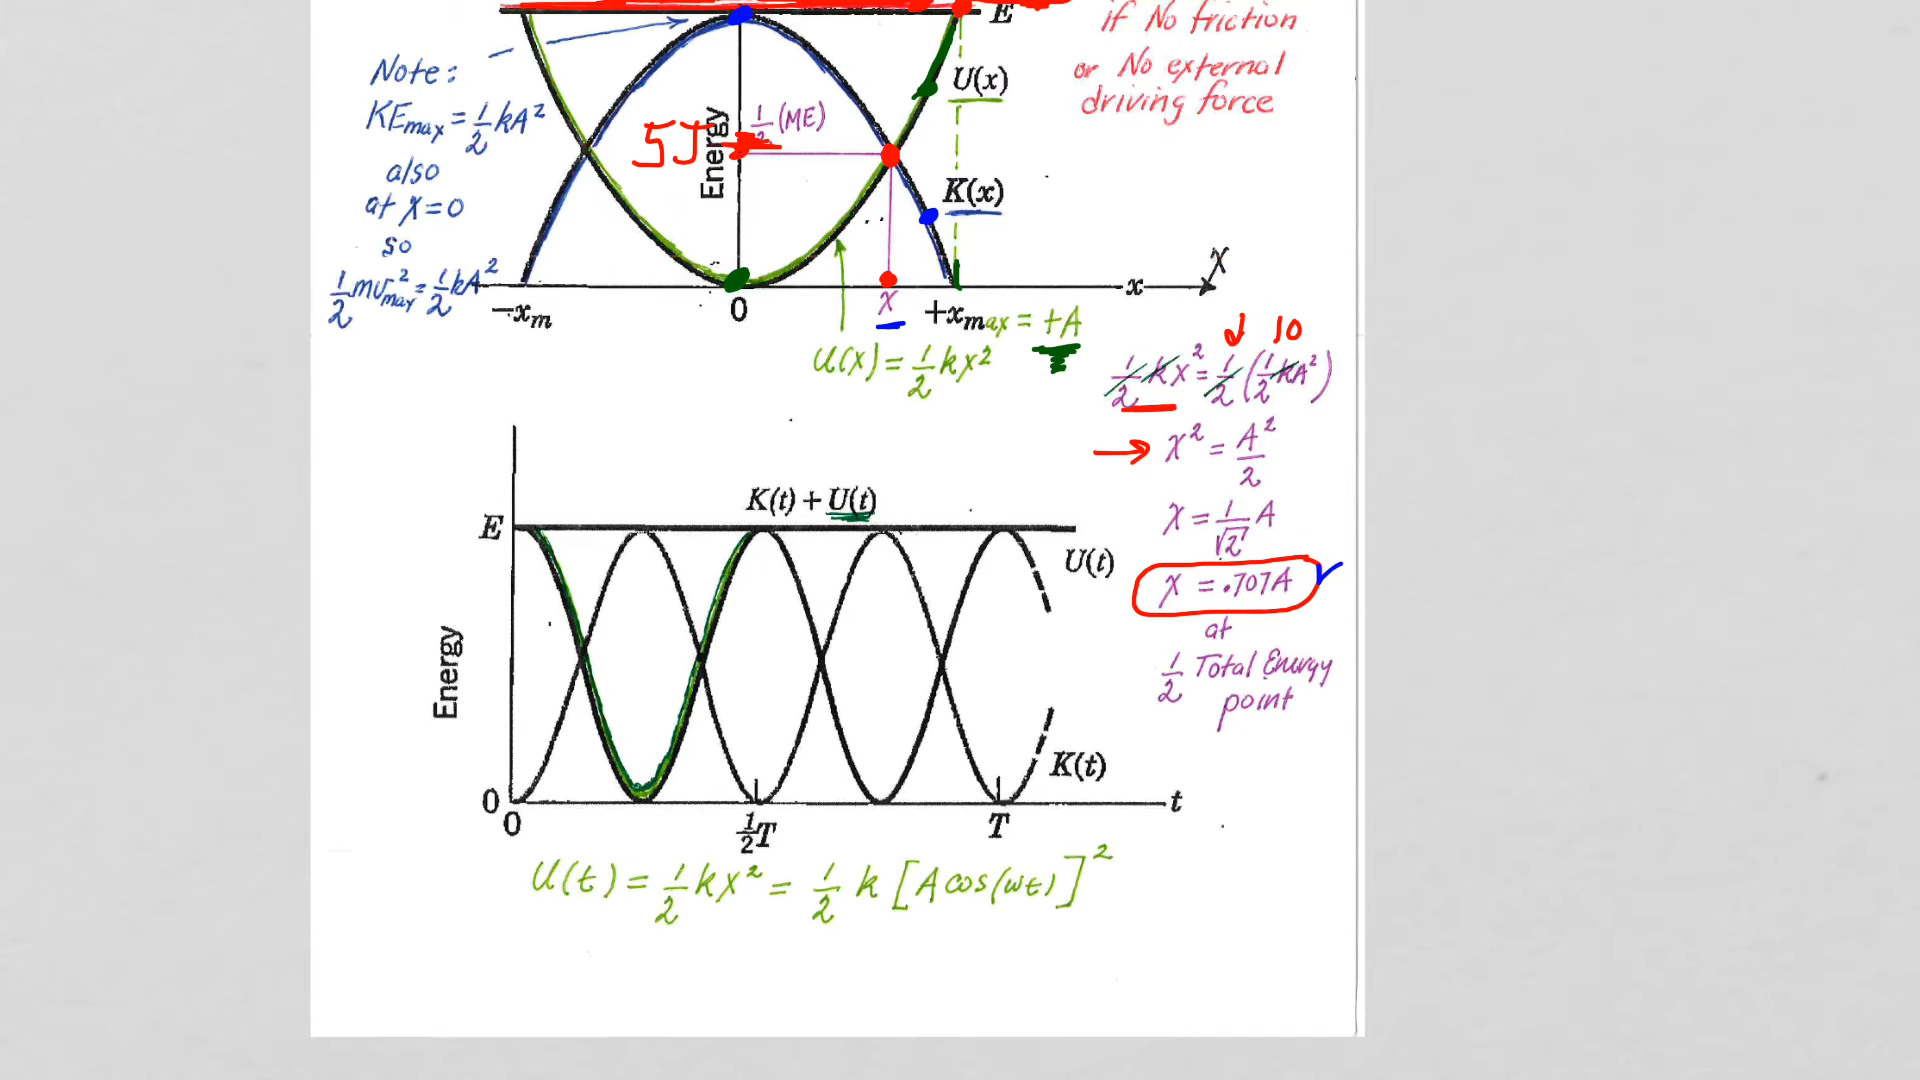 E
if No friction
or No external
driving force
U(x)
Note:
KEmax = 1/2 kA²
also
at X=0
so
1/2 mv²max = 1/2 kA²
5J
1/2 (ME)
Energy
K(x)
X
−xm
0
x
+xmax = +A
x
U(x) = 1/2 kx²
10
1/2 kx² = 1/2 (1/2 kA²)
→ x² = A²/2
x = 1/√2 A
x = .707A
at
1/2 Total Energy
point
K(t) + U(t)
E
U(t)
Energy
K(t)
0
t
0
1/2 T
T
U(t) = 1/2 kx² = 1/2 k [A cos(ωt)]²